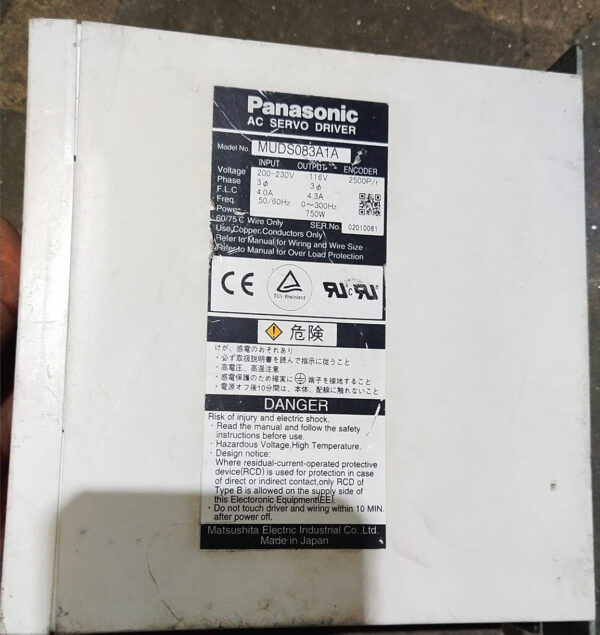 Panasonic
AC SERVO DRIVER
Model No. MUDS083A1A
INPUT OUTPUT ENCODER
Voltage 200-230V 116V 2500P/r
Phase 3φ 3φ
F.L.C 4.0A 4.3A
Freq. 50/60Hz 0～300Hz
Power 750W
60/75℃ Wire Only SER.No. 02010061
Use Copper Conductors Only
Refer to Manual for Wiring and Wire Size
Refer to Manual for Over Load Protection
CE
TÜV Rheinland
危険
けが、感電のおそれあり
・必ず取扱説明書を読んで指示に従うこと
・高電圧、高温注意
・感電保護のため確実に端子を接地すること
・電源オフ後10分間は、本体、配線に触れないこと
DANGER
Risk of injury and electric shock.
・Read the manual and follow the safety
instructions before use.
・Hazardous Voltage,High Temperature.
・Design notice:
Where residual-current-operated protective
device(RCD) is used for protection in case
of direct or indirect contact,only RCD of
Type B is allowed on the supply side of
this Electoronic Equipment(EE).
・Do not touch driver and wiring within 10 MIN.
after power off.
Matsushita Electric Industrial Co.,Ltd.
Made in Japan